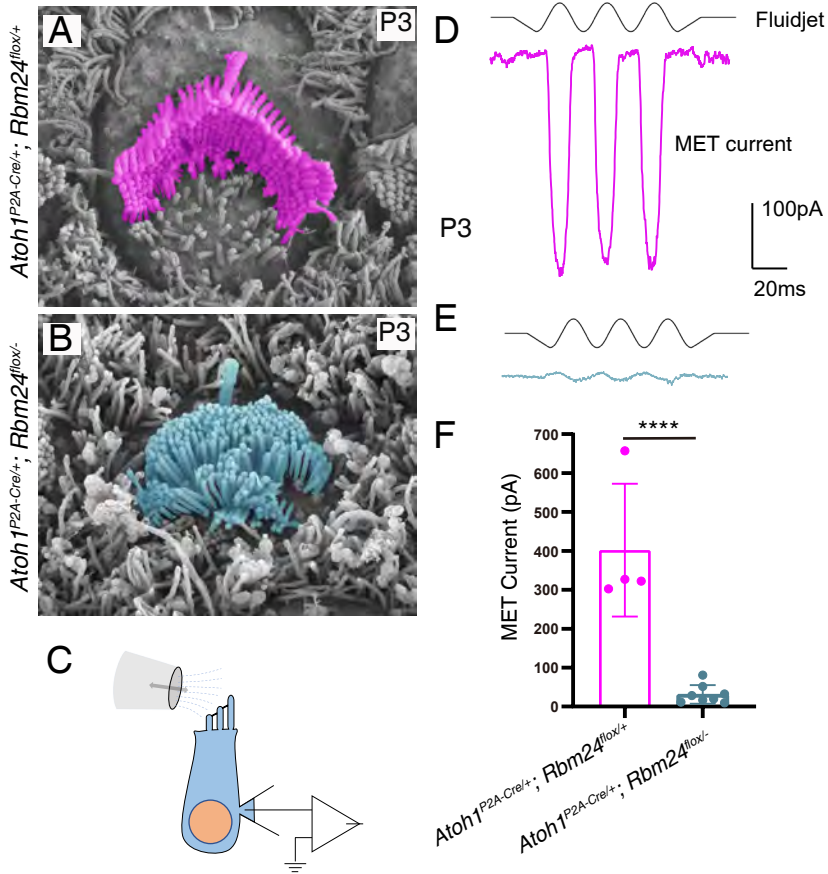 A
P3
Atoh1P2A-Cre/+; Rbm24flox/+
B
P3
Atoh1P2A-Cre/+; Rbm24flox/-
C
D
Fluidjet
MET current
P3
100pA
20ms
E
F
****
700
600
500
400
300
200
100
0
MET Current (pA)
Atoh1P2A-Cre/+; Rbm24flox/+
Atoh1P2A-Cre/+; Rbm24flox/-